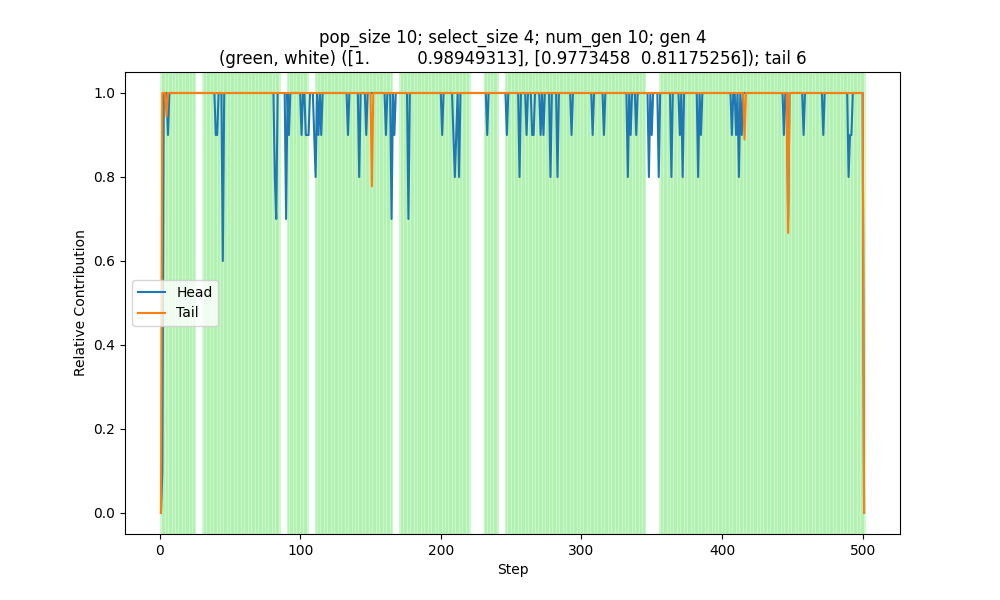 pop_size 10; select_size 4; num_gen 10; gen 4
(green, white) ([1.         0.98949313], [0.9773458  0.81175256]); tail 6
1.0
0.8
0.6
0.4
0.2
0.0
Relative Contribution
Head
Tail
0 100 200 300 400 500
Step